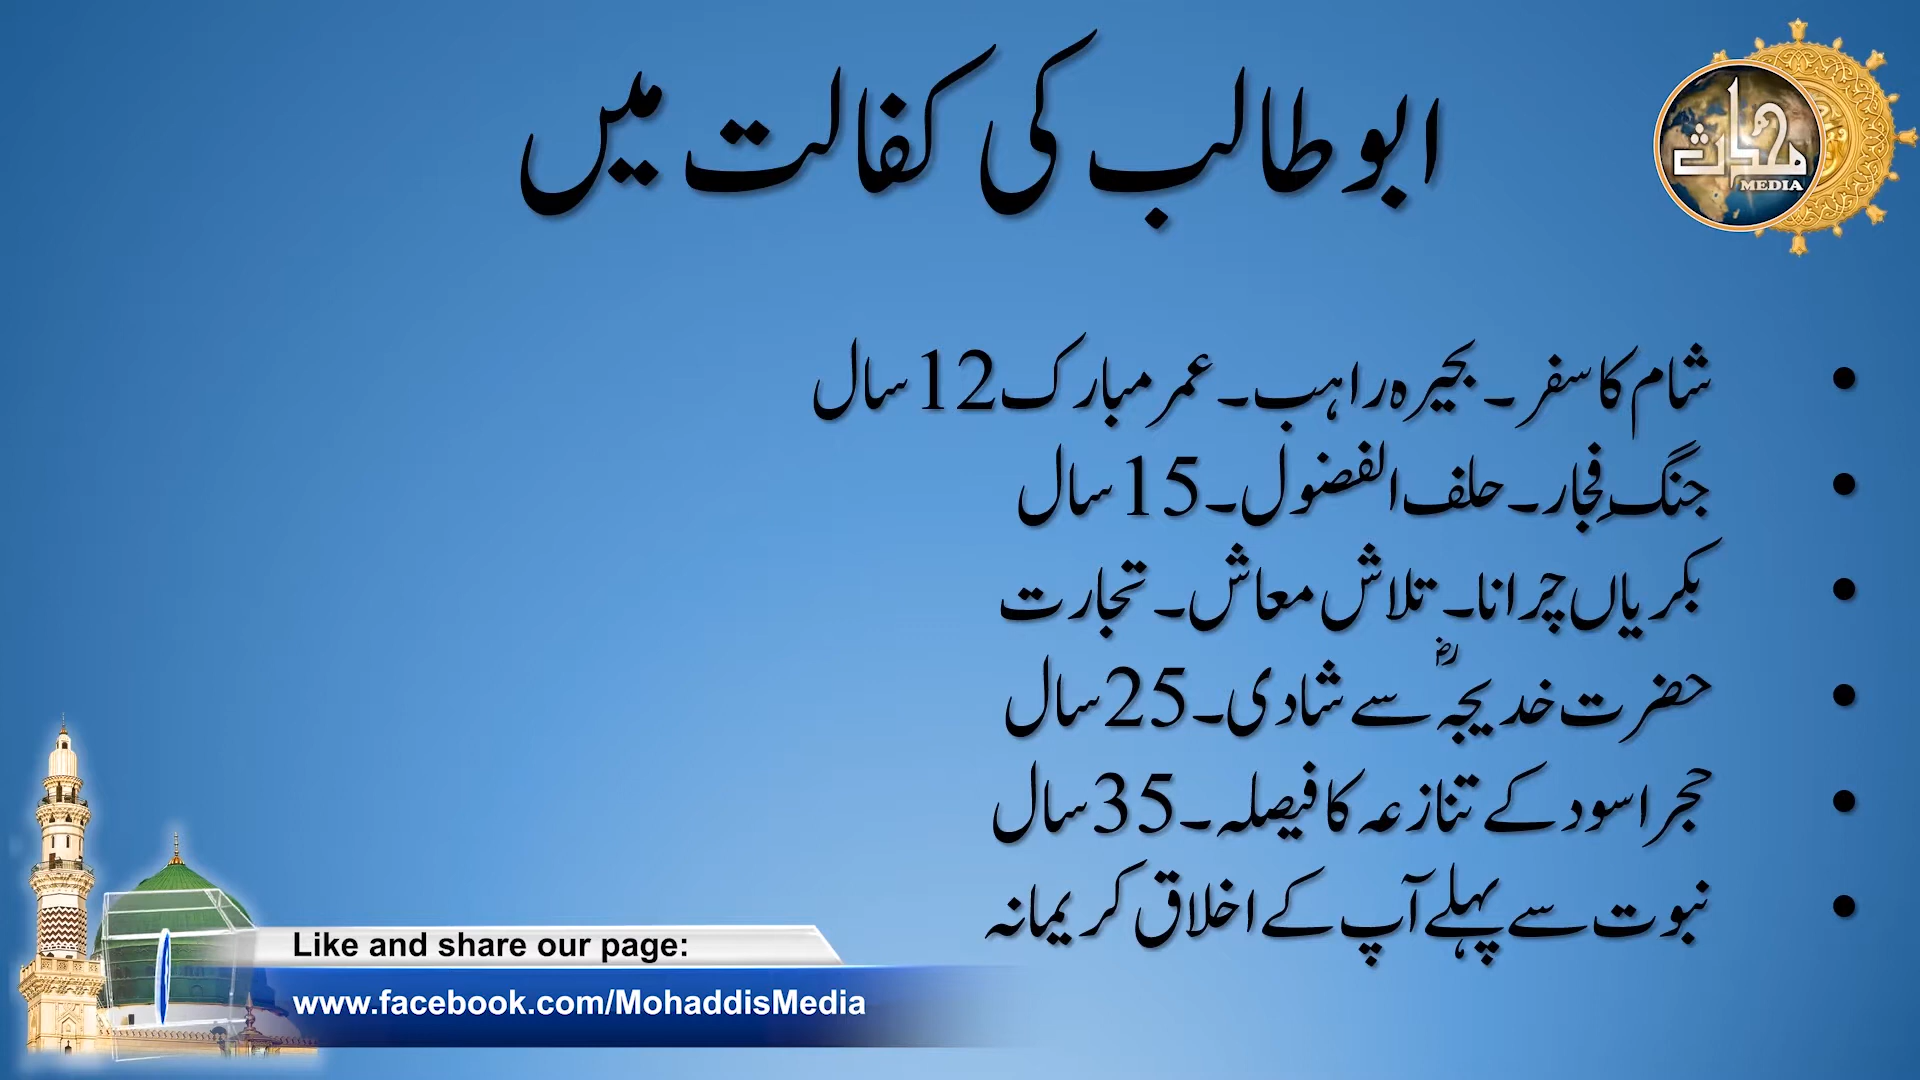 ابو طالب کی کفالت میں
محدث
MEDIA
• شام کا سفر۔ بحیرہ راہب۔ عمر مبارک 12 سال
• جنگِ فجار۔ حلف الفضول۔ 15 سال
• بکریاں چرانا۔ تلاش معاش۔ تجارت
• حضرت خدیجہؓ سے شادی۔ 25 سال
• حجر اسود کے تنازعہ کا فیصلہ۔ 35 سال
• نبوت سے پہلے آپ کے اخلاق کریمانہ
Like and share our page:
www.facebook.com/MohaddisMedia